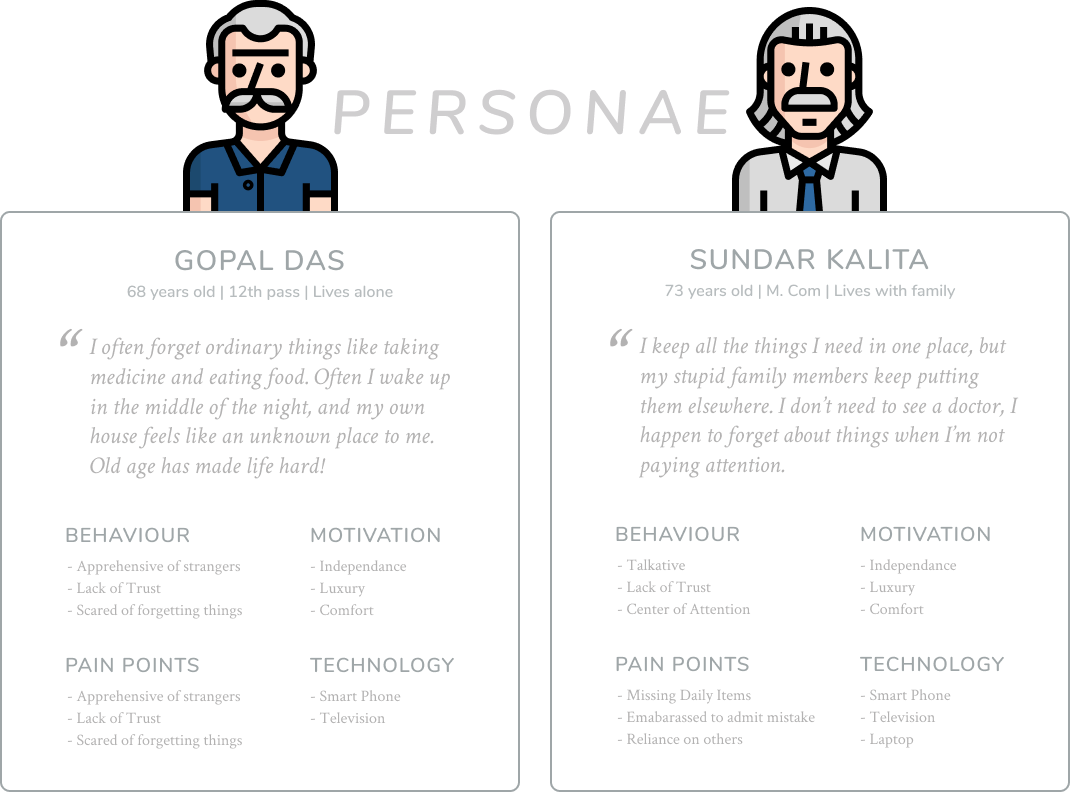 PERSONAE
GOPAL DAS
68 years old | 12th pass | Lives alone
“ I often forget ordinary things like taking
medicine and eating food. Often I wake up
in the middle of the night, and my own
house feels like an unknown place to me.
Old age has made life hard!
BEHAVIOUR
- Apprehensive of strangers
- Lack of Trust
- Scared of forgetting things
MOTIVATION
- Independance
- Luxury
- Comfort
PAIN POINTS
- Apprehensive of strangers
- Lack of Trust
- Scared of forgetting things
TECHNOLOGY
- Smart Phone
- Television
SUNDAR KALITA
73 years old | M. Com | Lives with family
“ I keep all the things I need in one place, but
my stupid family members keep putting
them elsewhere. I don’t need to see a doctor, I
happen to forget about things when I’m not
paying attention.
BEHAVIOUR
- Talkative
- Lack of Trust
- Center of Attention
MOTIVATION
- Independance
- Luxury
- Comfort
PAIN POINTS
- Missing Daily Items
- Emabarassed to admit mistake
- Reliance on others
TECHNOLOGY
- Smart Phone
- Television
- Laptop